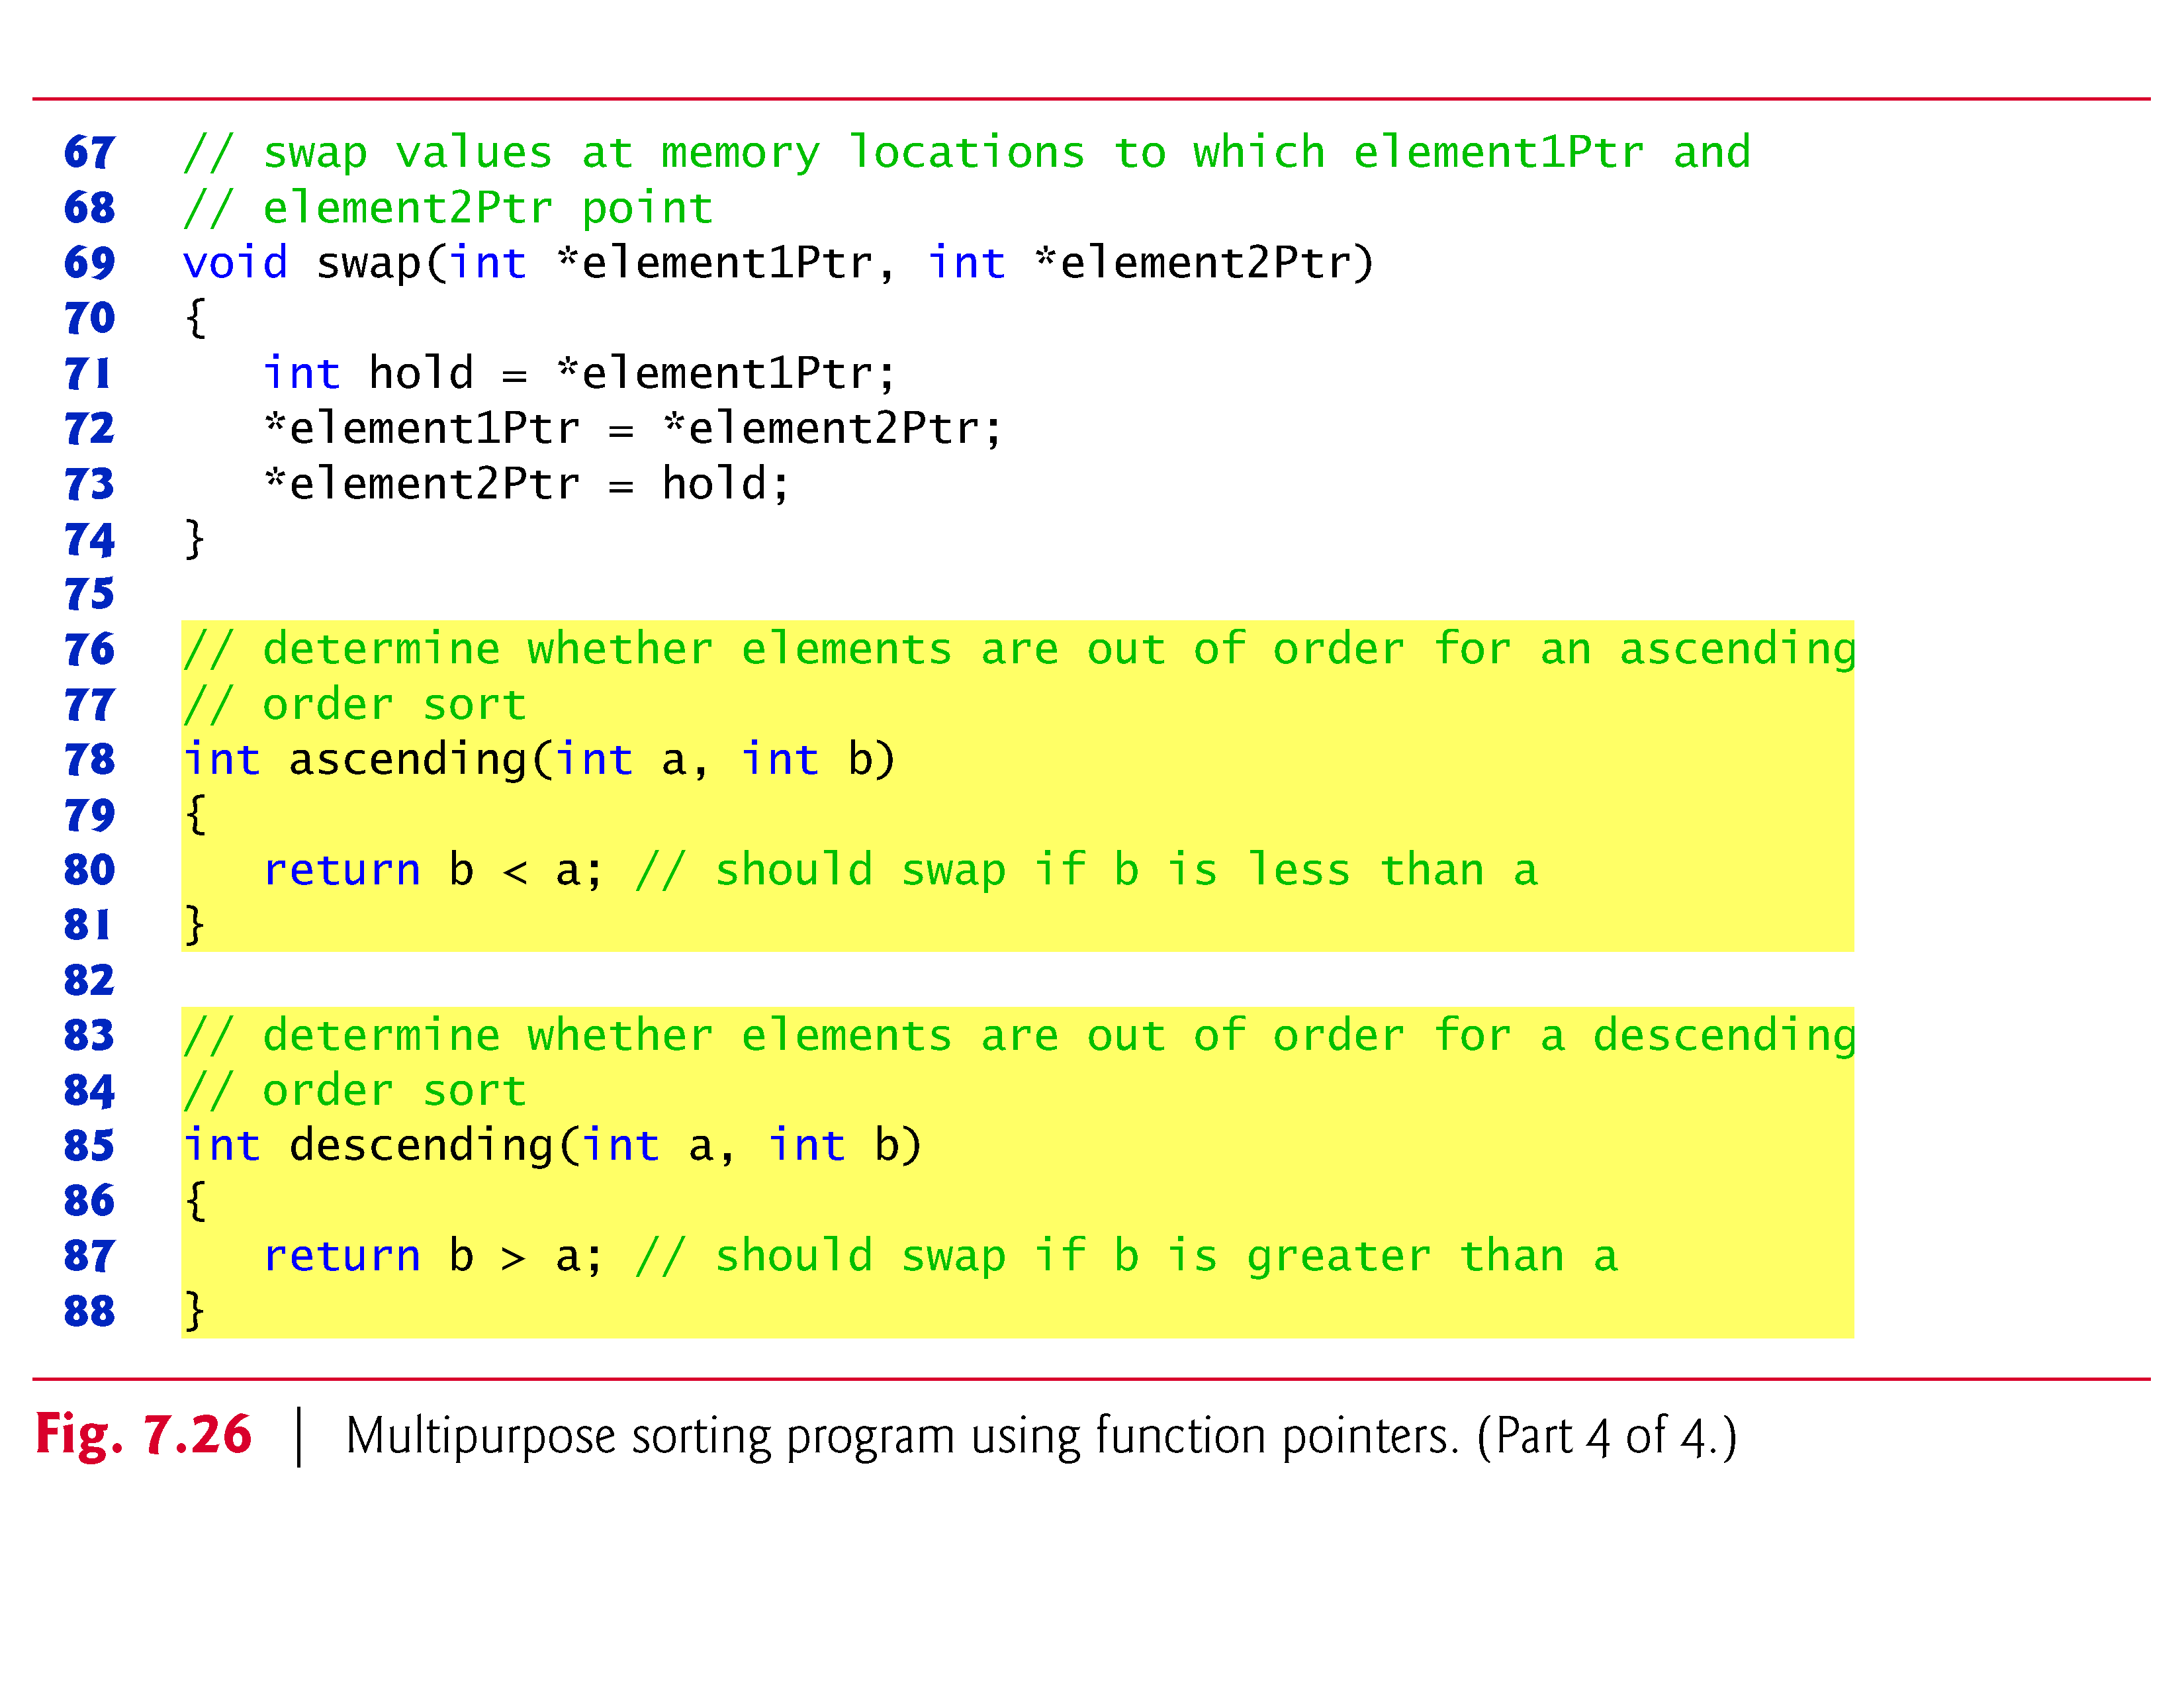 67 // swap values at memory locations to which element1Ptr and
68 // element2Ptr point
69 void swap(int *element1Ptr, int *element2Ptr)
70 {
71    int hold = *element1Ptr;
72    *element1Ptr = *element2Ptr;
73    *element2Ptr = hold;
74 }
75
76 // determine whether elements are out of order for an ascending
77 // order sort
78 int ascending(int a, int b)
79 {
80    return b < a; // should swap if b is less than a
81 }
82
83 // determine whether elements are out of order for a descending
84 // order sort
85 int descending(int a, int b)
86 {
87    return b > a; // should swap if b is greater than a
88 }
Fig. 7.26 | Multipurpose sorting program using function pointers. (Part 4 of 4.)